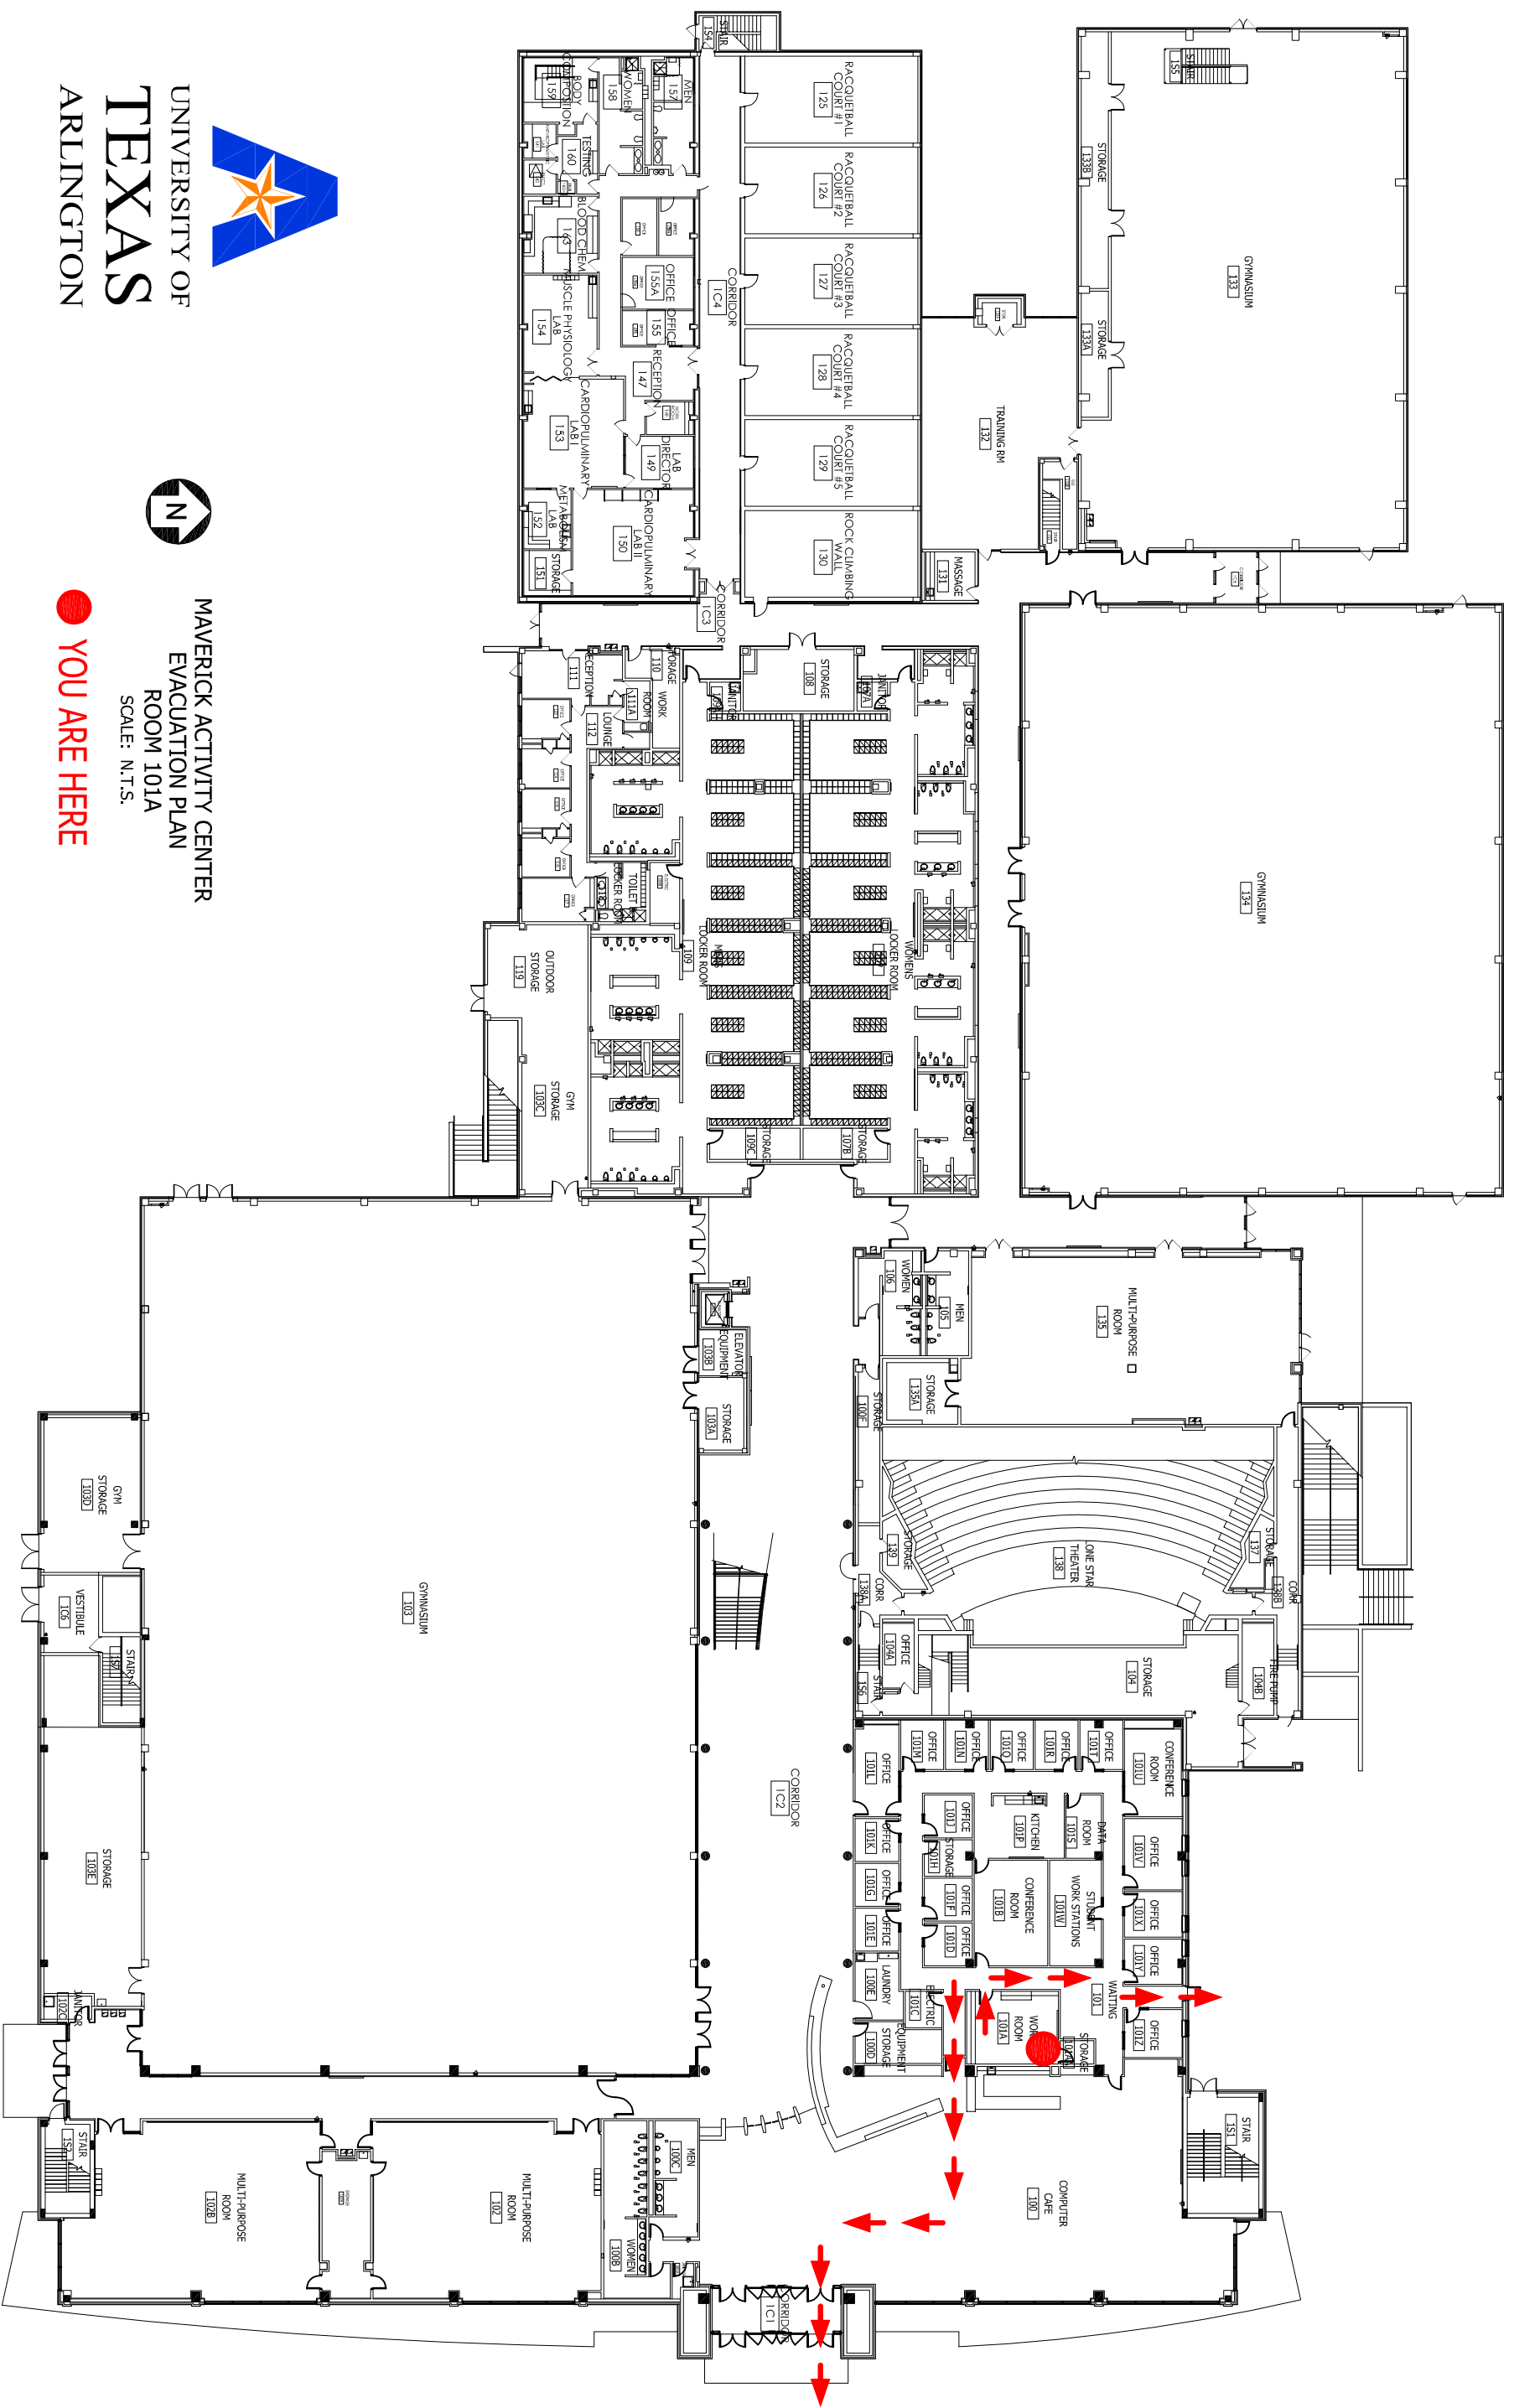 UNIVERSITY OF
TEXAS
ARLINGTON
N
MAVERICK ACTIVITY CENTER
EVACUATION PLAN
ROOM 101A
SCALE: N.T.S.
YOU ARE HERE
GYMNASIUM
133
STAIR
1S5
STORAGE
133B
STORAGE
133A
TRAINING RM
132
MASSAGE
131
STAIR
1S4
RACQUETBALL
COURT #1
125
RACQUETBALL
COURT #2
126
RACQUETBALL
COURT #3
127
RACQUETBALL
COURT #4
128
RACQUETBALL
COURT #5
129
ROCK CLIMBING
WALL
130
CORRIDOR
1C4
CORRIDOR
1C3
MEN
157
WOMEN
158
BODY
COMPOSITION
159
TESTING
160
BLOOD CHEM.
163
OFFICE
155A
OFFICE
155
MUSCLE PHYSIOLOGY
LAB
154
RECEPTION
147
CARDIOPULMINARY
LAB I
153
LAB
DIRECTOR
149
CARDIOPULMINARY
LAB II
150
METABOLISM
LAB
152
STORAGE
151
GYMNASIUM
134
STORAGE
108
JANITOR
107A
JANITOR
STORAGE
110
RECEPTION
111
WORK
ROOM
111A
LOUNGE
112
TOILET
LOCKER ROOM
MENS
LOCKER ROOM
109
WOMENS
LOCKER ROOM
OUTDOOR
STORAGE
119
GYM
STORAGE
103C
STORAGE
109C
STORAGE
107B
WOMEN
106
MEN
105
MULTI-PURPOSE
ROOM
135
STORAGE
135A
STORAGE
100F
ELEVATOR
EQUIPMENT
103B
STORAGE
103A
GYMNASIUM
103
GYM
STORAGE
103D
VESTIBULE
1C6
STAIR
1S7
STORAGE
103E
JANITOR
102C
LONE STAR
THEATER
138
STORAGE
139
STORAGE
137
CORR
138A
CORR
138B
OFFICE
104A
STAIR
1S6
STORAGE
104
FIRE PUMP
104B
CORRIDOR
1C2
OFFICE
101L
OFFICE
101M
OFFICE
101N
OFFICE
101Q
OFFICE
101R
OFFICE
101T
CONFERENCE
ROOM
101U
OFFICE
101K
OFFICE
101J
KITCHEN
101P
DATA
ROOM
101S
OFFICE
101V
STORAGE
101H
OFFICE
101G
OFFICE
101F
CONFERENCE
ROOM
101B
STUDENT
WORK STATIONS
101W
OFFICE
101X
OFFICE
101E
OFFICE
101D
OFFICE
101Y
LAUNDRY
100E
ELECTRIC
101C
WAITING
101
101A
ROOM
OFFICE
101Z
EQUIPMENT
STORAGE
100D
STORAGE
STAIR
1S1
COMPUTER
CAFE
100
MEN
100C
WOMEN
100B
CORRIDOR
1C1
MULTI-PURPOSE
ROOM
102
MULTI-PURPOSE
ROOM
102B
STAIR
1S2